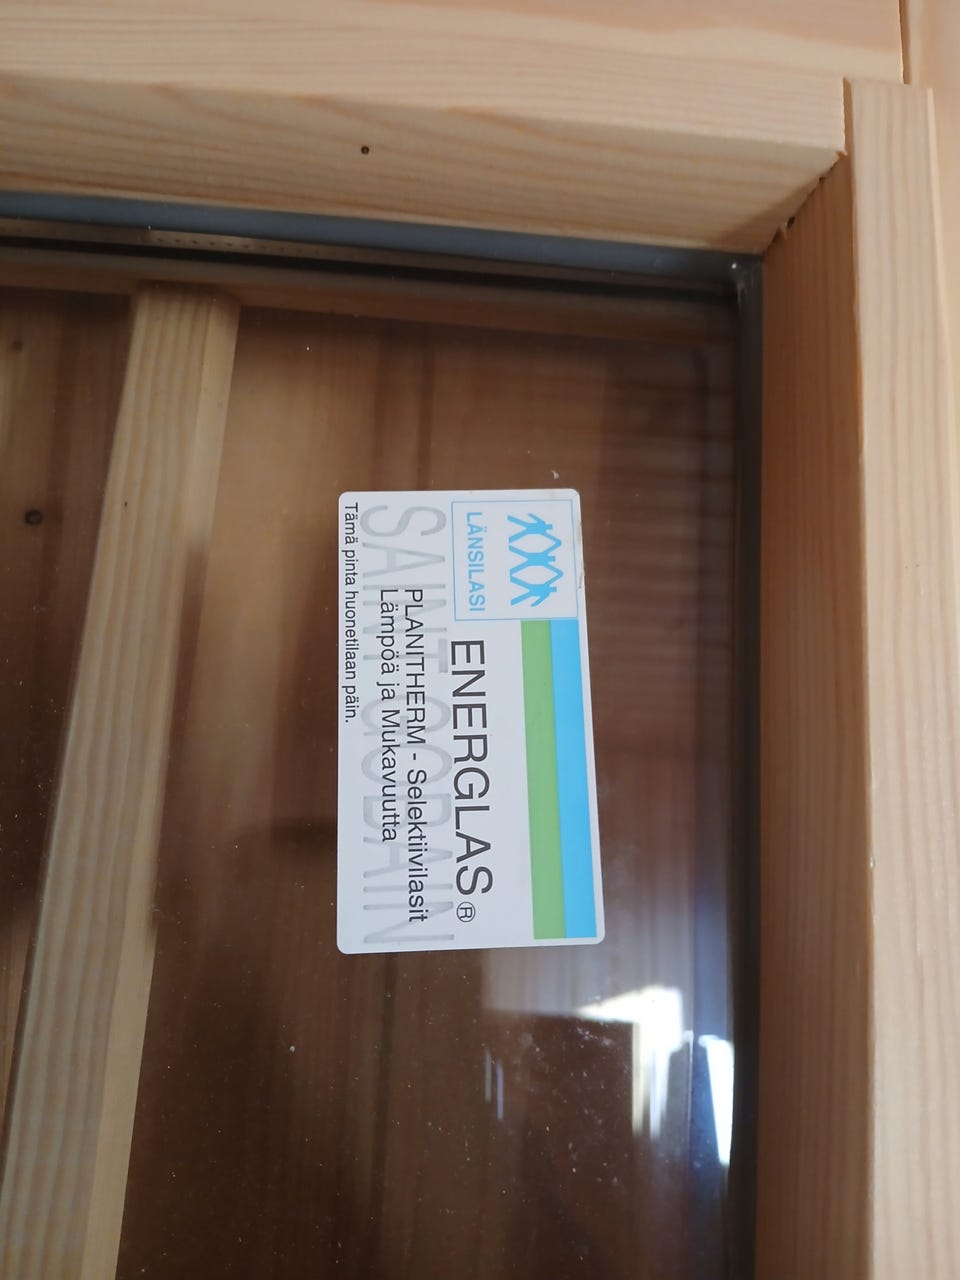 LÄNSILASI
ENERGLAS®
PLANITHERM - Selektiivilasit
Lämpöä ja Mukavuutta
SAINT GOBAIN
Tämä pinta huonetilaan päin.